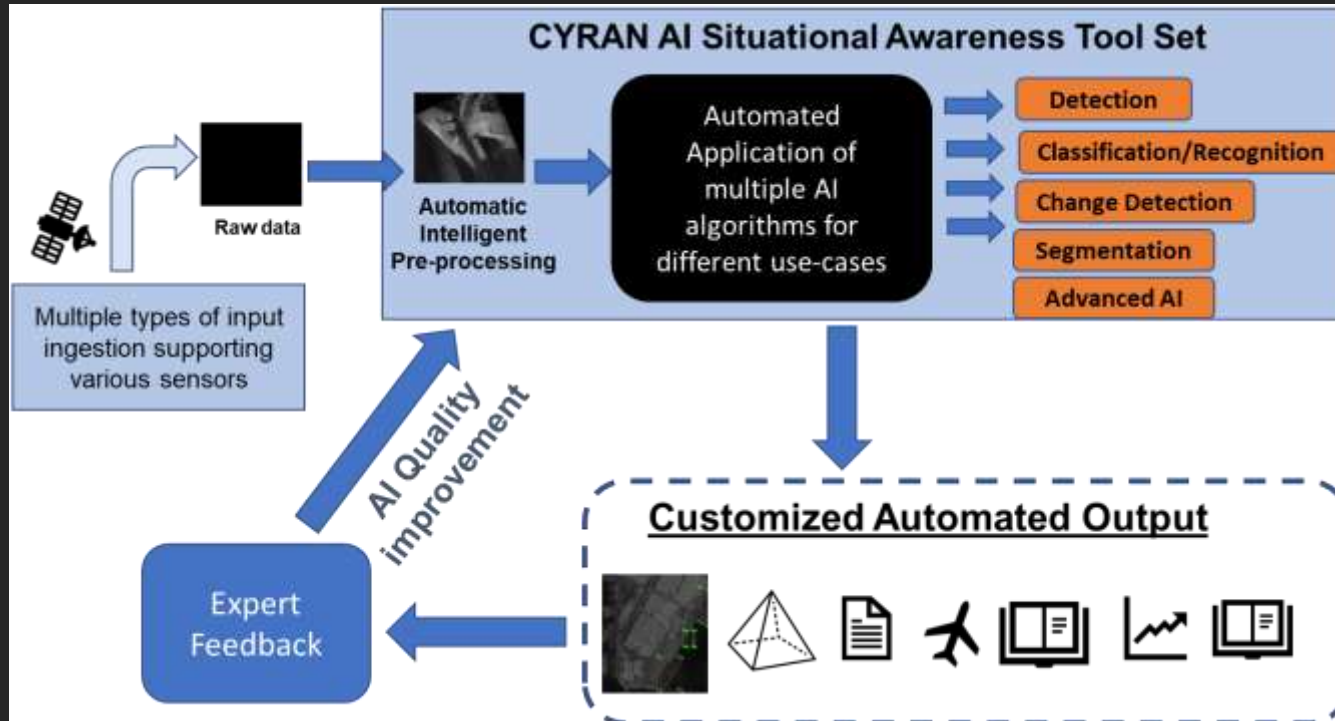 CYRAN AI Situational Awareness Tool Set
Raw data
Multiple types of input
ingestion supporting
various sensors
Automatic
Intelligent
Pre-processing
Automated
Application of
multiple AI
algorithms for
different use-cases
Detection
Classification/Recognition
Change Detection
Segmentation
Advanced AI
AI Quality
improvement
Expert
Feedback
Customized Automated Output